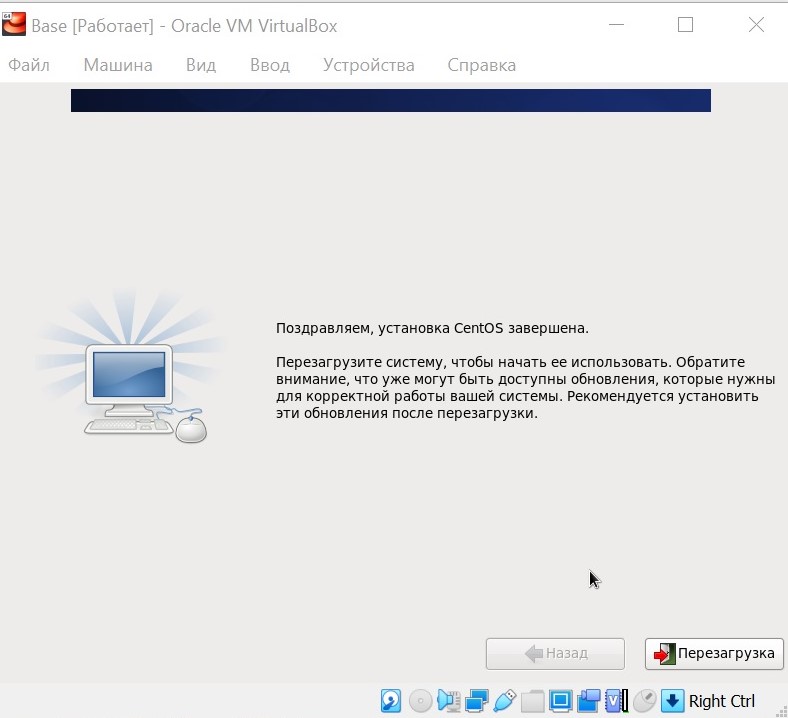 Base [Работает] - Oracle VM VirtualBox
Файл Машина Вид Ввод Устройства Справка
Поздравляем, установка CentOS завершена.
Перезагрузите систему, чтобы начать ее использовать. Обратите
внимание, что уже могут быть доступны обновления, которые нужны
для корректной работы вашей системы. Рекомендуется установить
эти обновления после перезагрузки.
Назад Перезагрузка
Right Ctrl